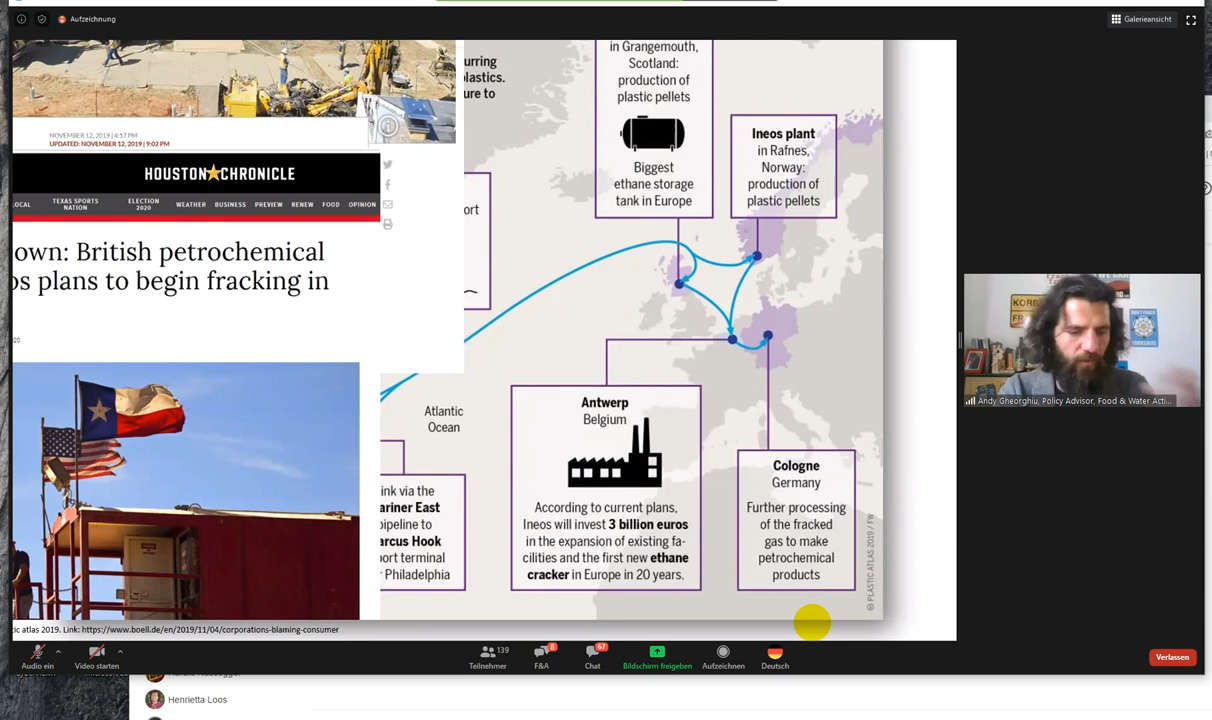 Aufzeichnung
Galerieansicht
NOVEMBER 12, 2019 | 4:17 PM
UPDATED: NOVEMBER 12, 2019 | 9:02 PM
HOUSTON CHRONICLE
OCAL
TEXAS SPORTS
NATION
ELECTION
2020
WEATHER
BUSINESS
PREVIEW
RENEW
FOOD
OPINION
own: British petrochemical
os plans to begin fracking in
20
urring
lastics.
ure to
in Grangemouth,
Scotland:
production of
plastic pellets
Biggest
ethane storage
tank in Europe
Ineos plant
in Rafnes,
Norway:
production of
plastic pellets
ort
Atlantic
Ocean
ink via the
ariner East
pipeline to
arcus Hook
port terminal
r Philadelphia
Antwerp
Belgium
According to current plans,
Ineos will invest 3 billion euros
in the expansion of existing fa-
cilities and the first new ethane
cracker in Europe in 20 years.
Cologne
Germany
Further processing
of the fracked
gas to make
petrochemical
products
© PLASTIC ATLAS 2019 / FW
tic atlas 2019. Link: https://www.boell.de/en/2019/11/04/corporations-blaming-consumer
Andy Gheorghiu, Policy Advisor, Food & Water Acti...
Audio ein
Video starten
139
Teilnehmer
8
F&A
67
Chat
Bildschirm freigeben
Aufzeichnen
Deutsch
Verlassen
Henrietta Loos